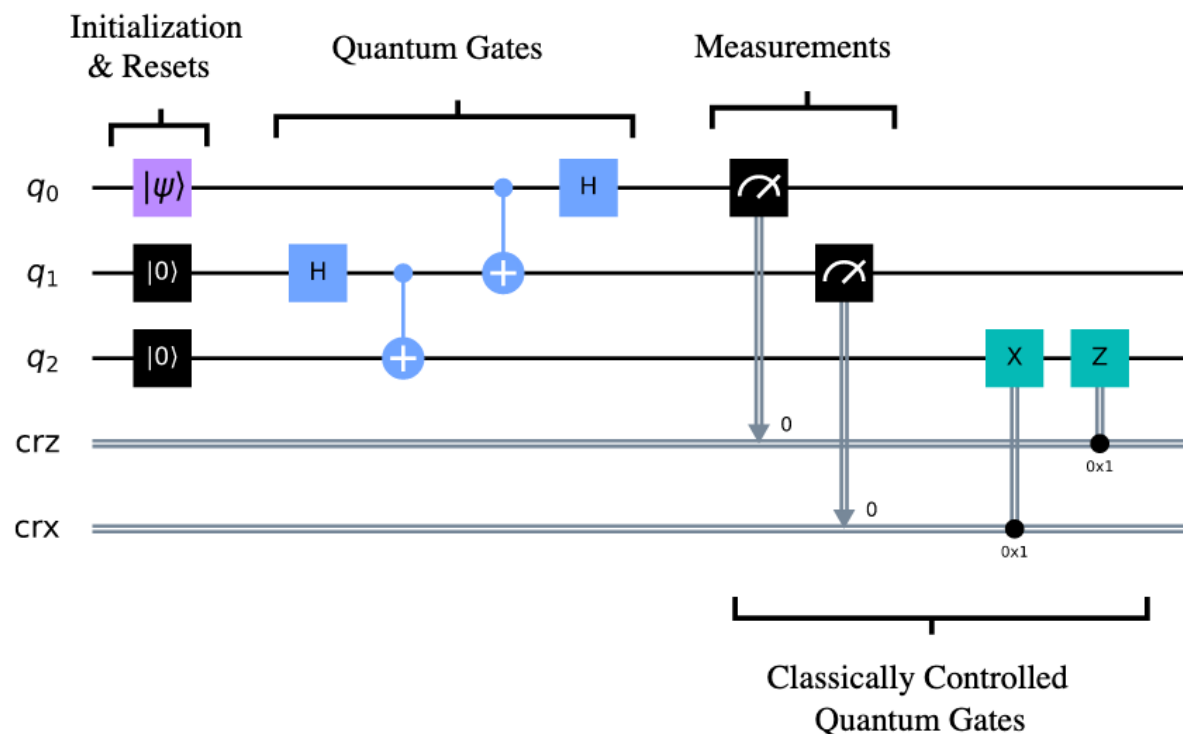 Initialization
& Resets
Quantum Gates
Measurements
q0 |ψ⟩ H
q1 |0⟩ H
q2 |0⟩ X Z
crz 0 0x1
crx 0 0x1
Classically Controlled
Quantum Gates